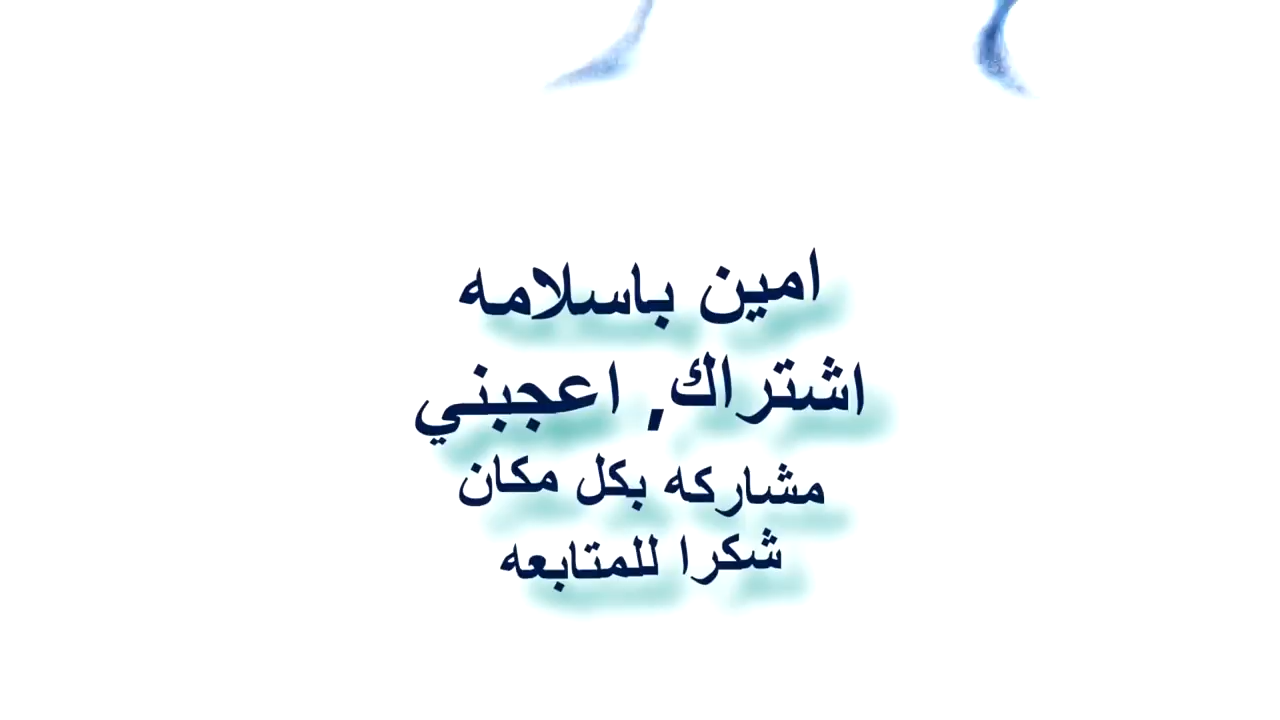 امين باسلامه
اشتراك, اعجبني
مشاركه بكل مكان
شكرا للمتابعه